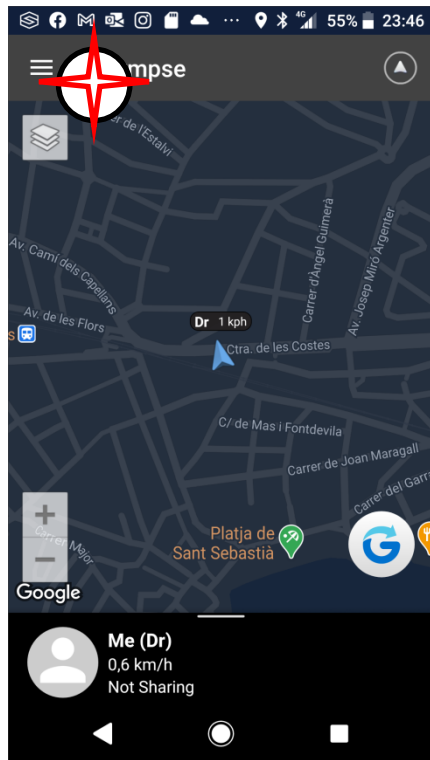 55% 23:46
mpse
er de l'Estalvi
Carrer d'Àngel Guimerà
Av. Josep Miró Argenter
Av. Camí dels Capellans
Av. de les Flors
s
Dr 1 kph
Ctra. de les Costes
C/ de Mas i Fontdevila
Carrer de Joan Maragall
Carrer del Garr
Carrer Major
Platja de
Sant Sebastià
Google
Me (Dr)
0,6 km/h
Not Sharing